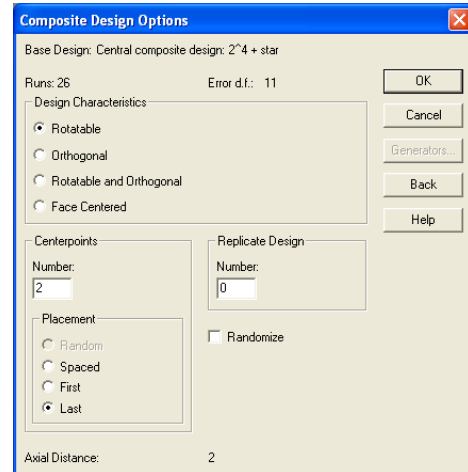 Composite Design Options
Base Design: Central composite design: 2^4 + star
Runs: 26 Error d.f.: 11
OK
Design Characteristics
Cancel
Rotatable
Orthogonal
Generators...
Rotatable and Orthogonal
Back
Face Centered
Help
Centerpoints
Replicate Design
Number:
Number:
2
0
Placement
Randomize
Random
Spaced
First
Last
Axial Distance: 2